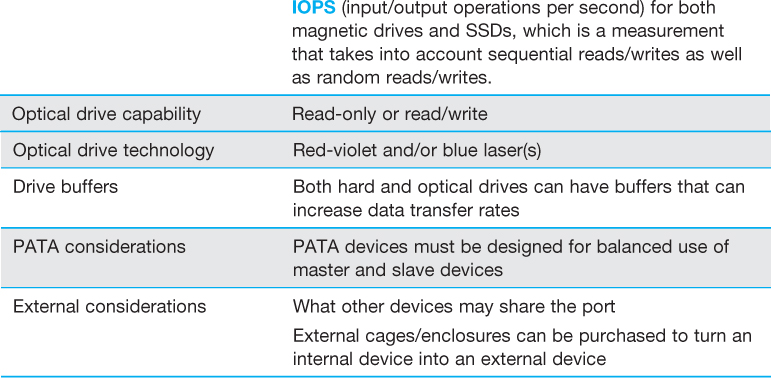 IOPS (input/output operations per second) for both
magnetic drives and SSDs, which is a measurement
that takes into account sequential reads/writes as well
as random reads/writes.
Optical drive capability Read-only or read/write
Optical drive technology Red-violet and/or blue laser(s)
Drive buffers Both hard and optical drives can have buffers that can
increase data transfer rates
PATA considerations PATA devices must be designed for balanced use of
master and slave devices
External considerations What other devices may share the port
External cages/enclosures can be purchased to turn an
internal device into an external device